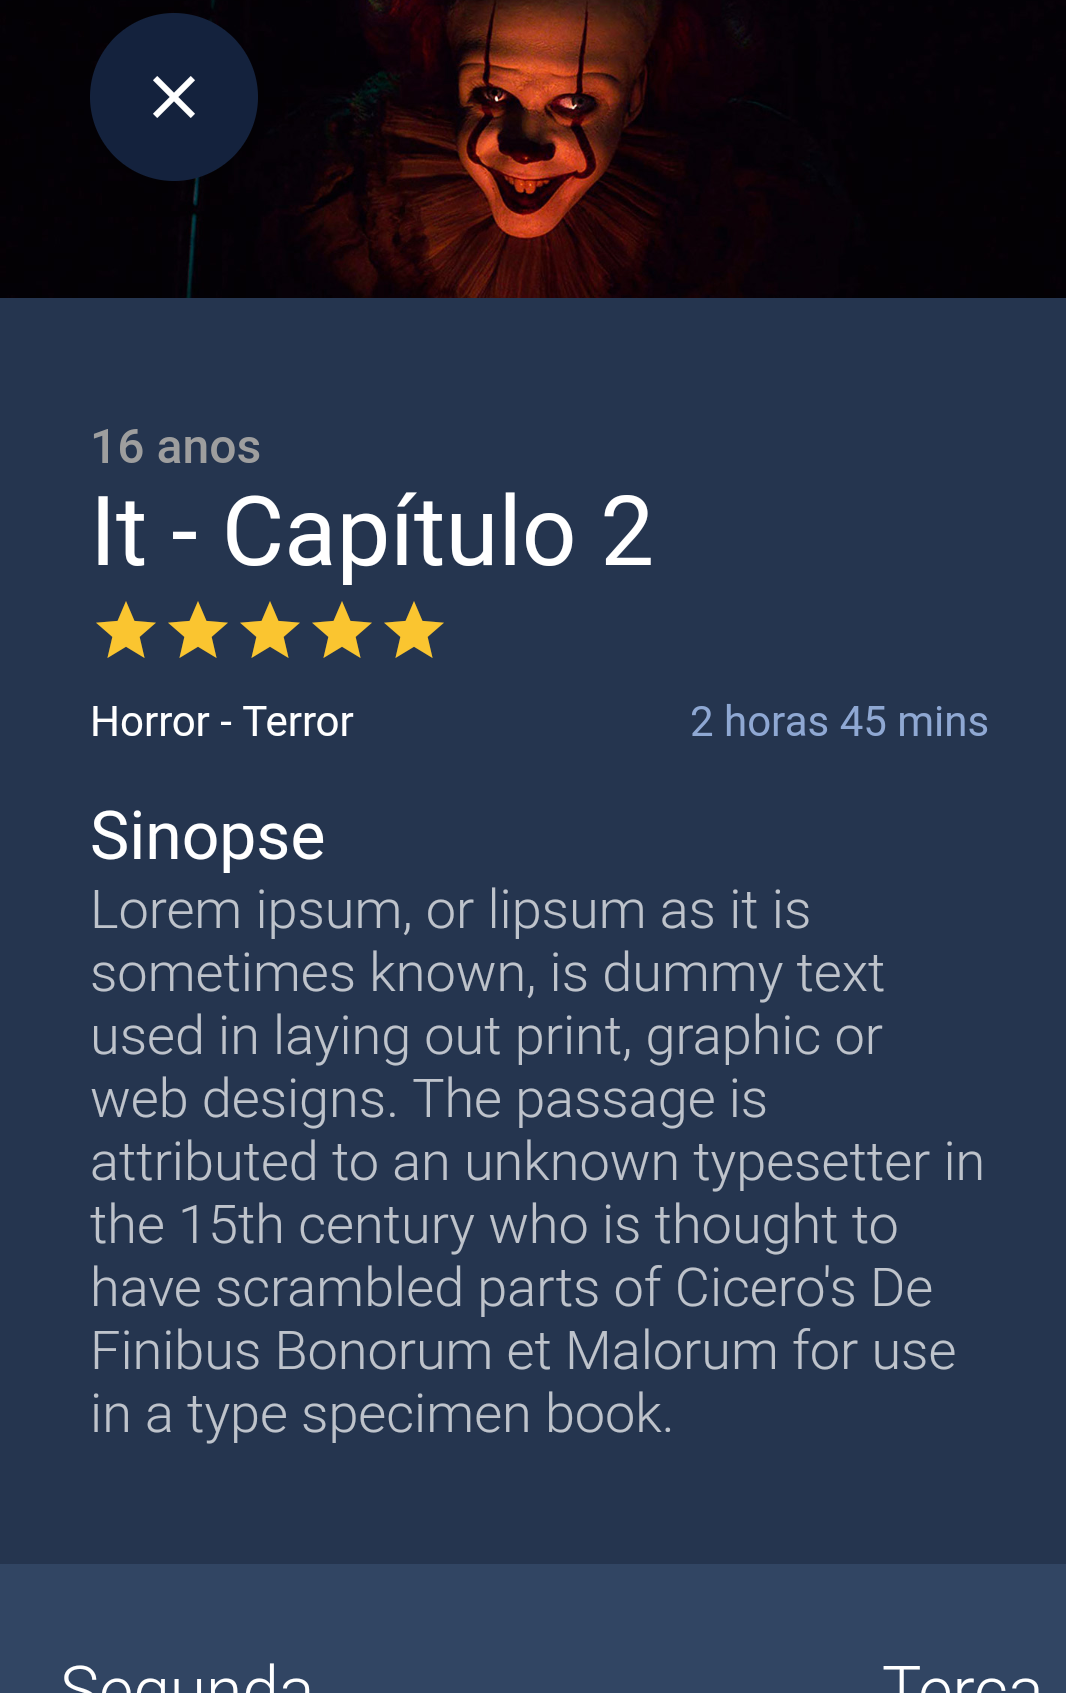 16 anos
It - Capítulo 2
Horror - Terror
2 horas 45 mins
Sinopse
Lorem ipsum, or lipsum as it is
sometimes known, is dummy text
used in laying out print, graphic or
web designs. The passage is
attributed to an unknown typesetter in
the 15th century who is thought to
have scrambled parts of Cicero's De
Finibus Bonorum et Malorum for use
in a type specimen book.
Segunda
Terça